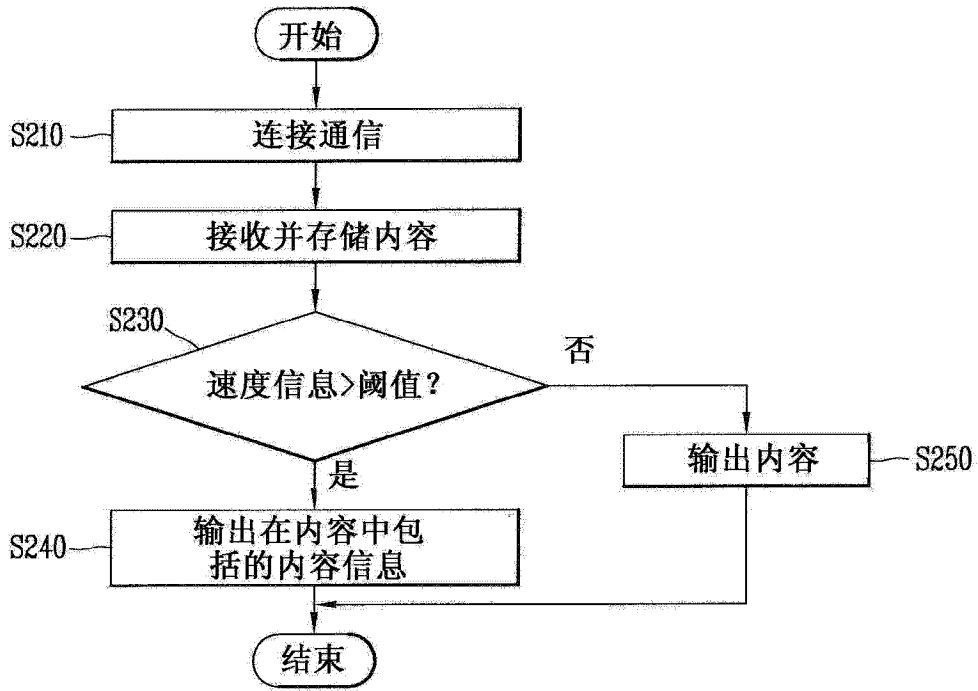 开始
S210
连接通信
S220
接收并存储内容
S230
速度信息>阈值?
否
是
输出内容
S250
S240
输出在内容中包
括的内容信息
结束